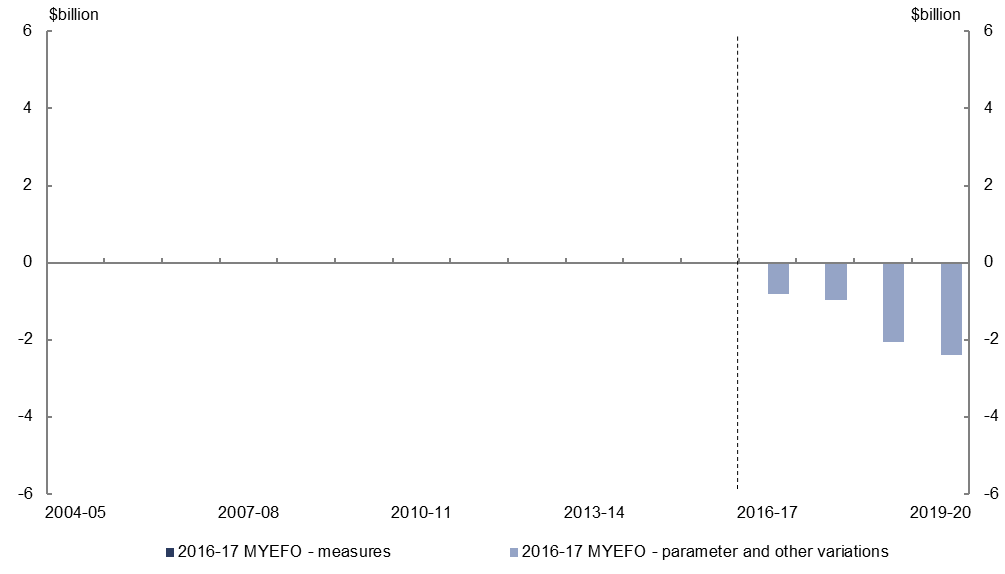 $billion $billion
6 6
4 4
2 2
0 0
-2 -2
-4 -4
-6 -6
2004-05 2007-08 2010-11 2013-14 2016-17 2019-20
2016-17 MYEFO - measures 2016-17 MYEFO - parameter and other variations